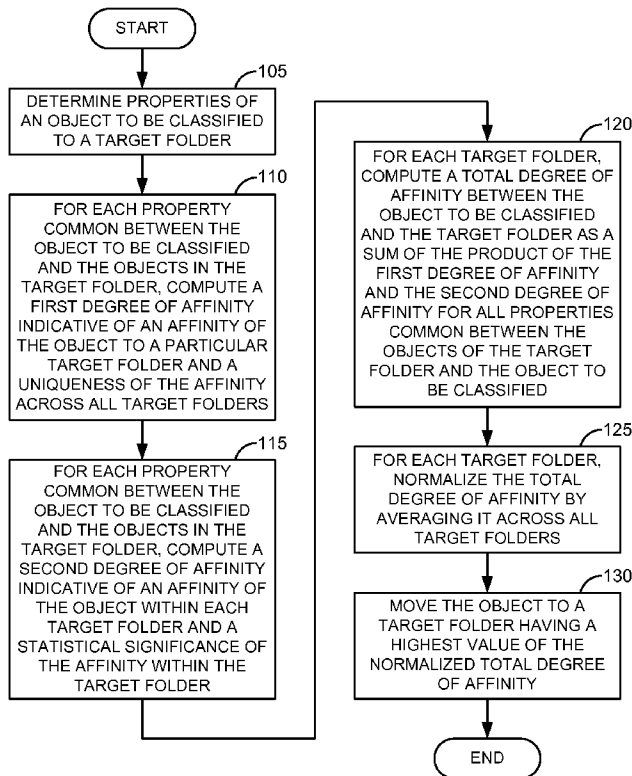 START
105
DETERMINE PROPERTIES OF
AN OBJECT TO BE CLASSIFIED
TO A TARGET FOLDER
110
FOR EACH PROPERTY
COMMON BETWEEN THE
OBJECT TO BE CLASSIFIED
AND THE OBJECTS IN THE
TARGET FOLDER, COMPUTE A
FIRST DEGREE OF AFFINITY
INDICATIVE OF AN AFFINITY OF
THE OBJECT TO A PARTICULAR
TARGET FOLDER AND A
UNIQUENESS OF THE AFFINITY
ACROSS ALL TARGET FOLDERS
115
FOR EACH PROPERTY
COMMON BETWEEN THE
OBJECT TO BE CLASSIFIED
AND THE OBJECTS IN THE
TARGET FOLDER, COMPUTE A
SECOND DEGREE OF AFFINITY
INDICATIVE OF AN AFFINITY OF
THE OBJECT WITHIN EACH
TARGET FOLDER AND A
STATISTICAL SIGNIFICANCE OF
THE AFFINITY WITHIN THE
TARGET FOLDER
120
FOR EACH TARGET FOLDER,
COMPUTE A TOTAL DEGREE OF
AFFINITY BETWEEN THE
OBJECT TO BE CLASSIFIED
AND THE TARGET FOLDER AS A
SUM OF THE PRODUCT OF THE
FIRST DEGREE OF AFFINITY
AND THE SECOND DEGREE OF
AFFINITY FOR ALL PROPERTIES
COMMON BETWEEN THE
OBJECTS OF THE TARGET
FOLDER AND THE OBJECT TO
BE CLASSIFIED
125
FOR EACH TARGET FOLDER,
NORMALIZE THE TOTAL
DEGREE OF AFFINITY BY
AVERAGING IT ACROSS ALL
TARGET FOLDERS
130
MOVE THE OBJECT TO A
TARGET FOLDER HAVING A
HIGHEST VALUE OF THE
NORMALIZED TOTAL DEGREE
OF AFFINITY
END